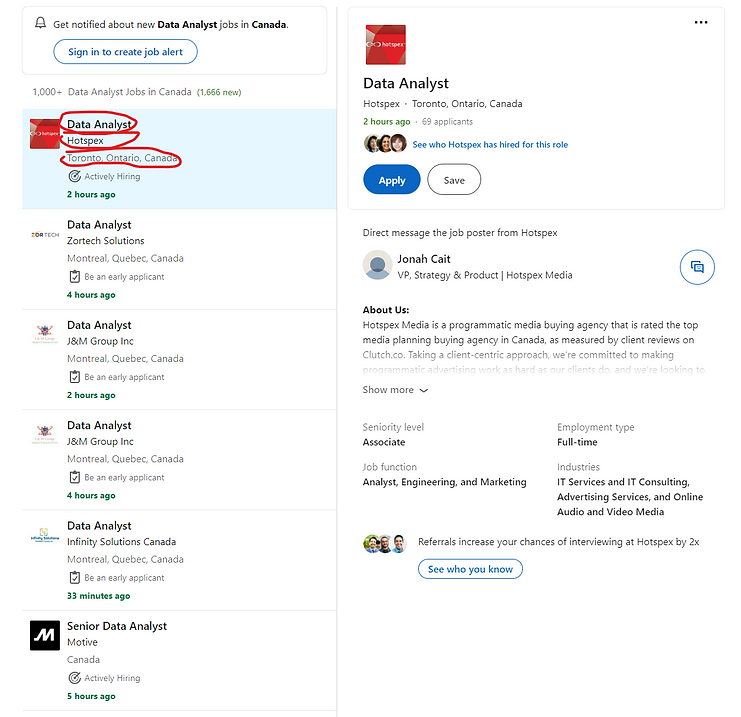 Get notified about new Data Analyst jobs in Canada.
Sign in to create job alert
1,000+ Data Analyst Jobs in Canada (1,666 new)
hotspex
Data Analyst
Hotspex
Toronto, Ontario, Canada
Actively Hiring
2 hours ago
ZORTECH
Data Analyst
Zortech Solutions
Montreal, Quebec, Canada
Be an early applicant
4 hours ago
Data Analyst
J&M Group Inc
Montreal, Quebec, Canada
Be an early applicant
2 hours ago
Data Analyst
J&M Group Inc
Montreal, Quebec, Canada
Be an early applicant
4 hours ago
Infinity Solutions
Data Analyst
Infinity Solutions Canada
Montreal, Quebec, Canada
Be an early applicant
33 minutes ago
Senior Data Analyst
Motive
Canada
Actively Hiring
5 hours ago
hotspex
Data Analyst
Hotspex · Toronto, Ontario, Canada
2 hours ago · 69 applicants
See who Hotspex has hired for this role
Apply
Save
Direct message the job poster from Hotspex
Jonah Cait
VP, Strategy & Product | Hotspex Media
About Us:
Hotspex Media is a programmatic media buying agency that is rated the top
media planning buying agency in Canada, as measured by client reviews on
Clutch.co. Taking a client-centric approach, we're committed to making
programmatic advertising work as hard as our clients do, and we're looking to
Show more
Seniority level
Associate
Employment type
Full-time
Job function
Analyst, Engineering, and Marketing
Industries
IT Services and IT Consulting,
Advertising Services, and Online
Audio and Video Media
Referrals increase your chances of interviewing at Hotspex by 2x
See who you know